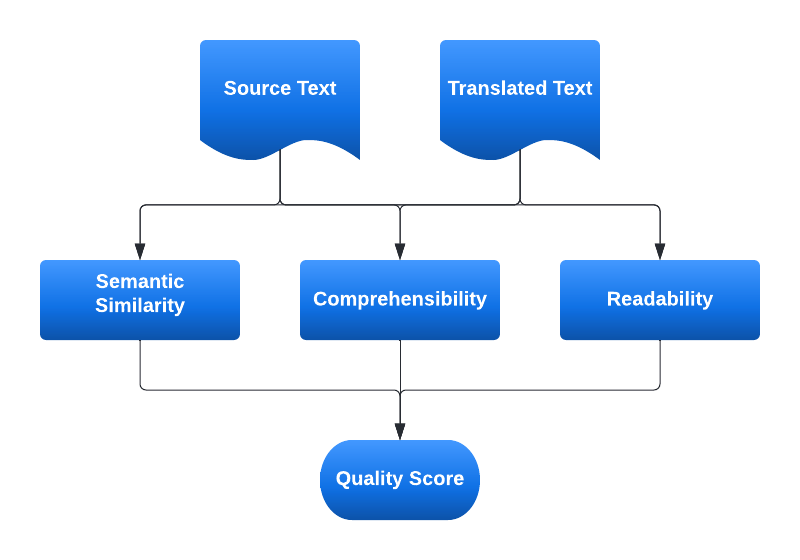 Source Text
Translated Text
Semantic
Similarity
Comprehensibility
Readability
Quality Score